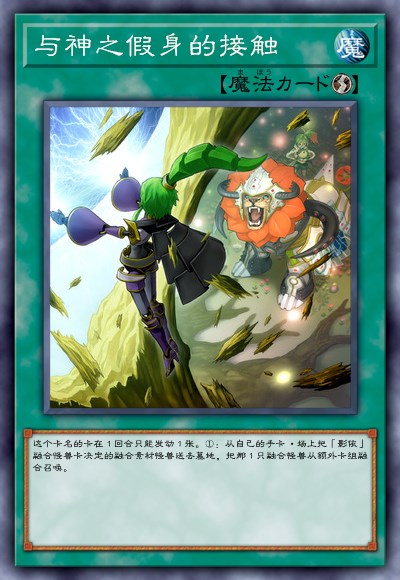 与神之假身的接触
魔
【魔法カード】
まほう
这个卡名的卡在1回合只能发动1张。①：从自己的手卡·场上把「影依」
融合怪兽卡决定的融合素材怪兽送去墓地，把那1只融合怪兽从额外卡组融
合召唤。